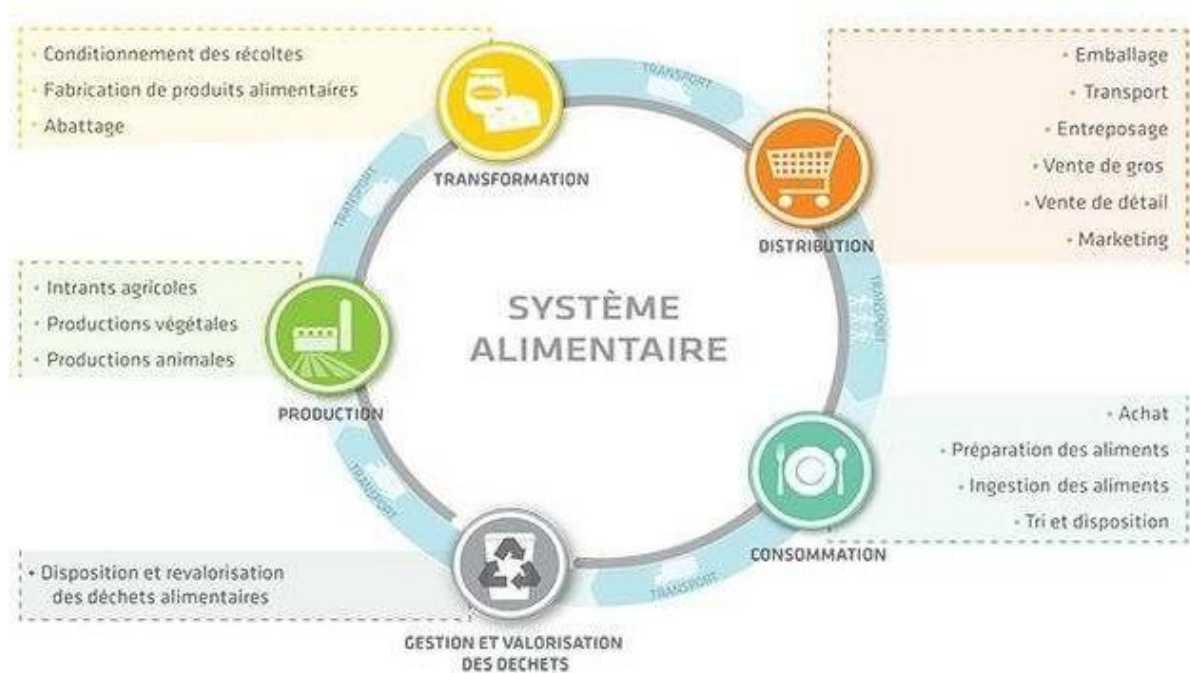 • Conditionnement des récoltes
• Fabrication de produits alimentaires
• Abattage
TRANSPORT
• Emballage
• Transport
• Entreposage
• Vente de gros
• Vente de détail
• Marketing
TRANSFORMATION
TRANSPORT
DISTRIBUTION
• Intrants agricoles
• Productions végétales
• Productions animales
PRODUCTION
SYSTÈME
ALIMENTAIRE
TRANSPORT
• Achat
• Préparation des aliments
• Ingestion des aliments
• Tri et disposition
CONSOMMATION
TRANSPORT
TRANSPORT
• Disposition et revalorisation
des déchets alimentaires
GESTION ET VALORISATION
DES DECHETS